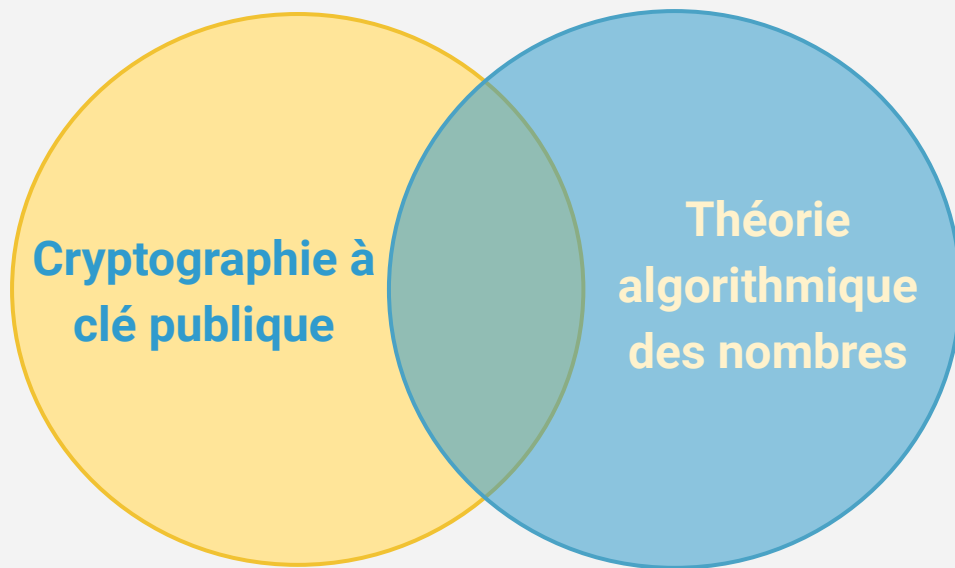 Cryptographie à
clé publique
Théorie
algorithmique
des nombres